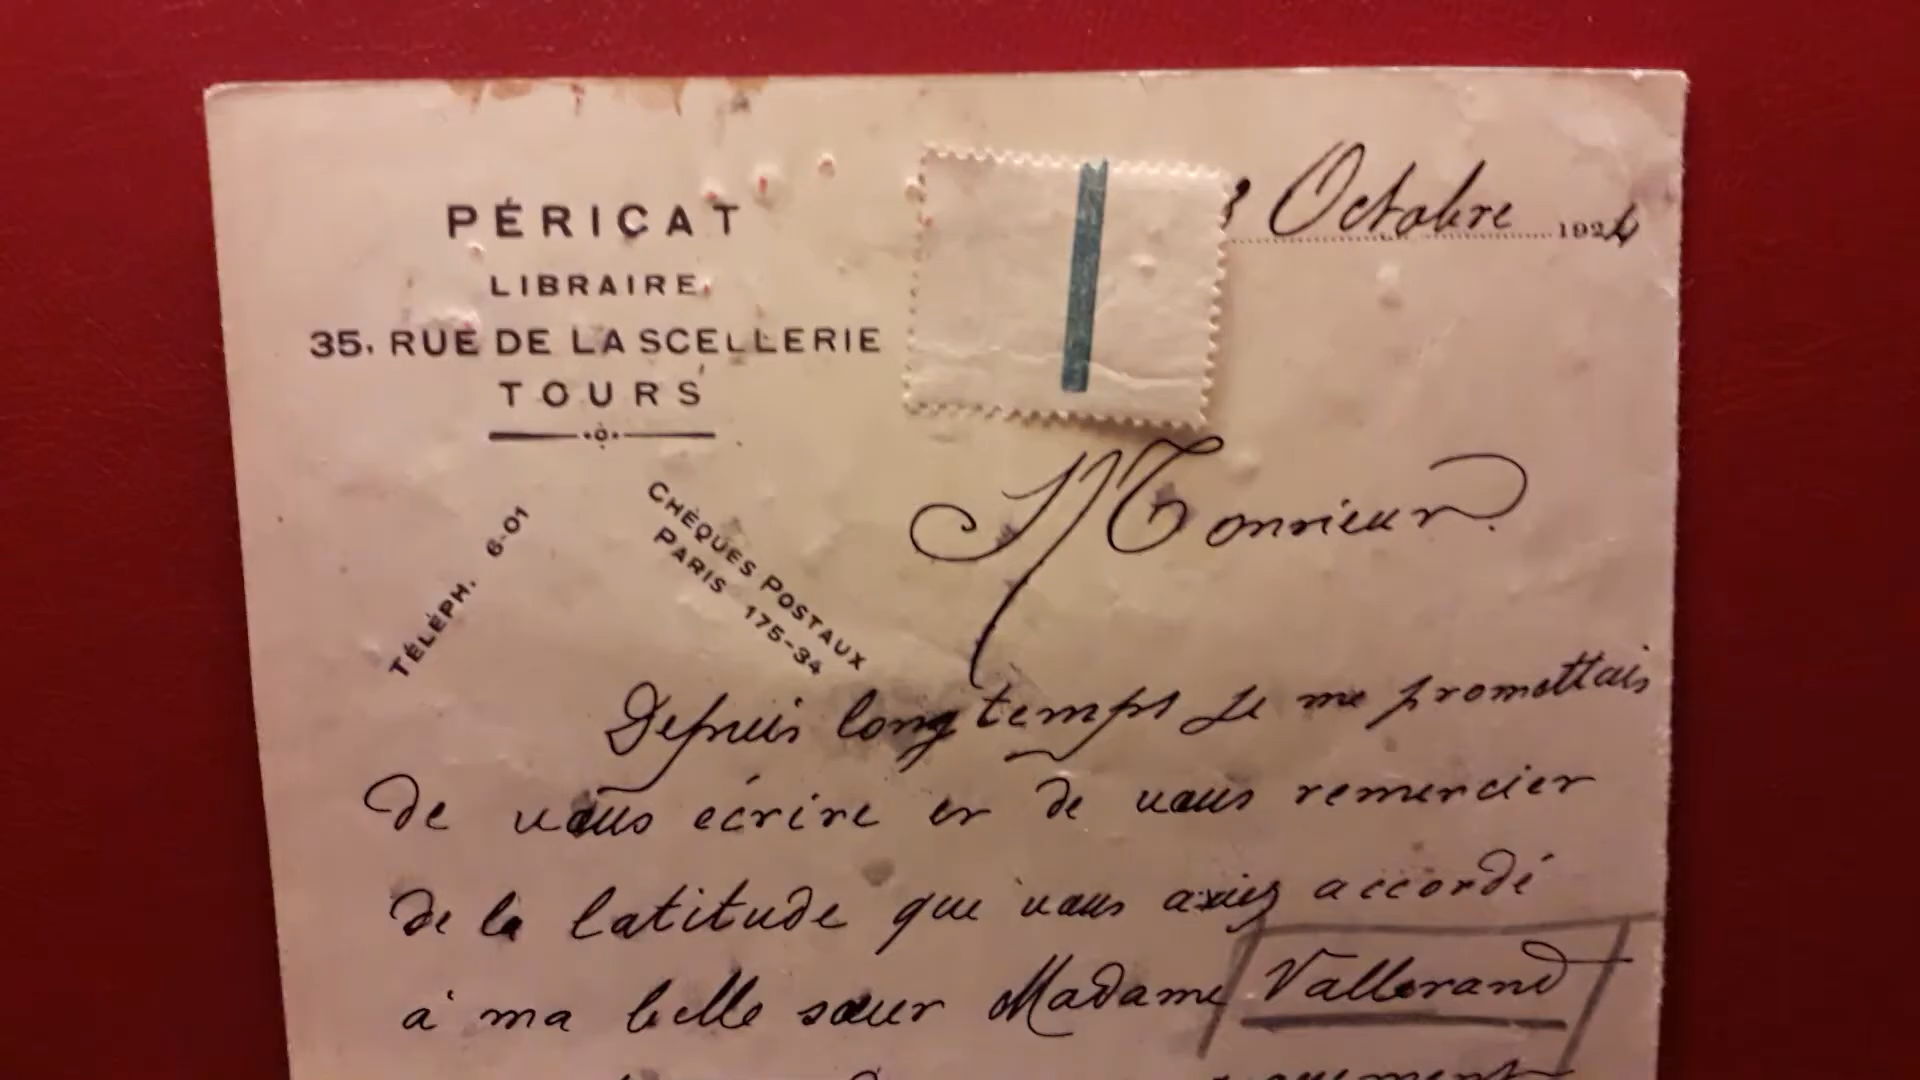 PÉRICAT
LIBRAIRE
35, RUE DE LA SCELLERIE
TOURS
Octobre 1924
TÉLÉPH. 6-01
CHÈQUES POSTAUX
PARIS 175-34
Monsieur.
Depuis longtemps je me promettais
de vous écrire et de vous remercier
de la latitude que vous aviez accordé
à ma belle sœur Madame Vallerand